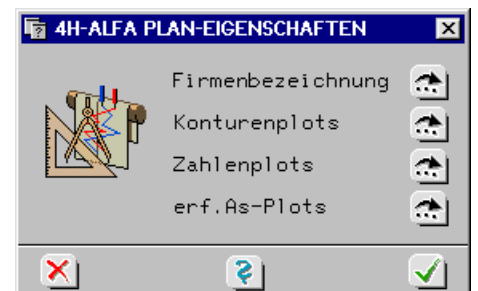 4H-ALFA PLAN-EIGENSCHAFTEN
Firmenbezeichnung
Konturenplots
Zahlenplots
erf.As-Plots